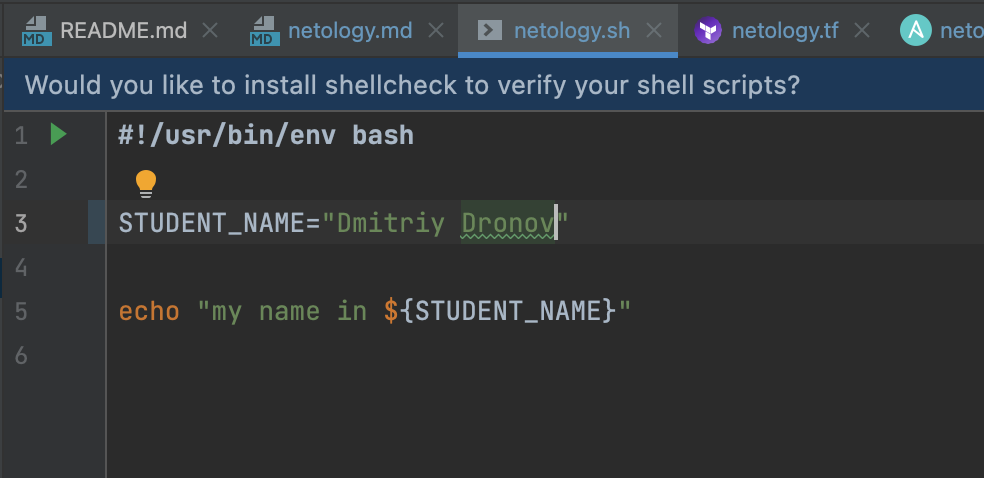 README.md netology.md netology.sh netology.tf neto
Would you like to install shellcheck to verify your shell scripts?
1 #!/usr/bin/env bash
2
3 STUDENT_NAME="Dmitriy Dronov"
4
5 echo "my name in ${STUDENT_NAME}"
6